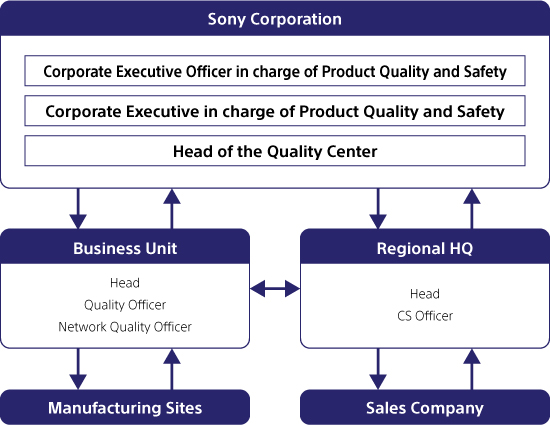 Sony Corporation
Corporate Executive Officer in charge of Product Quality and Safety
Corporate Executive in charge of Product Quality and Safety
Head of the Quality Center
Business Unit
Head
Quality Officer
Network Quality Officer
Regional HQ
Head
CS Officer
Manufacturing Sites
Sales Company